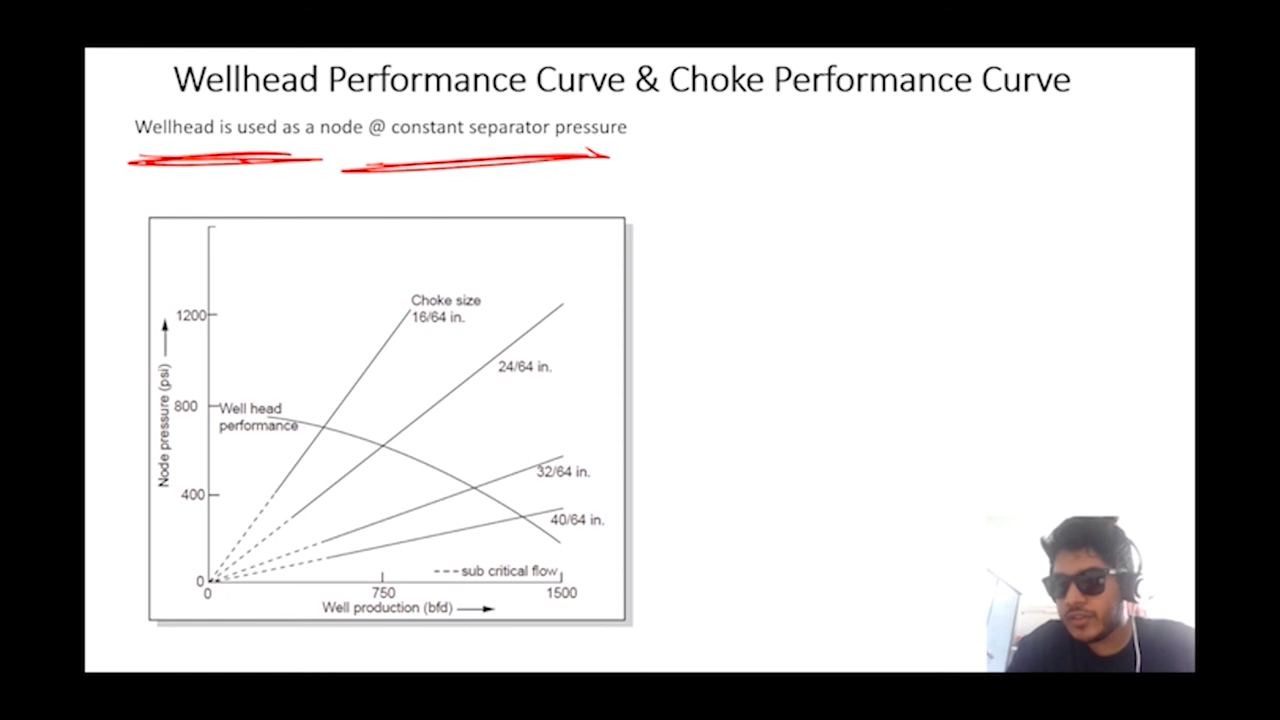 Wellhead Performance Curve & Choke Performance Curve
Wellhead is used as a node @ constant separator pressure
Choke size
16/64 in.
1200
24/64 in.
Node pressure (psi)
800
Well head
performance
32/64 in.
400
40/64 in.
sub critical flow
0
0
750
1500
Well production (bfd)